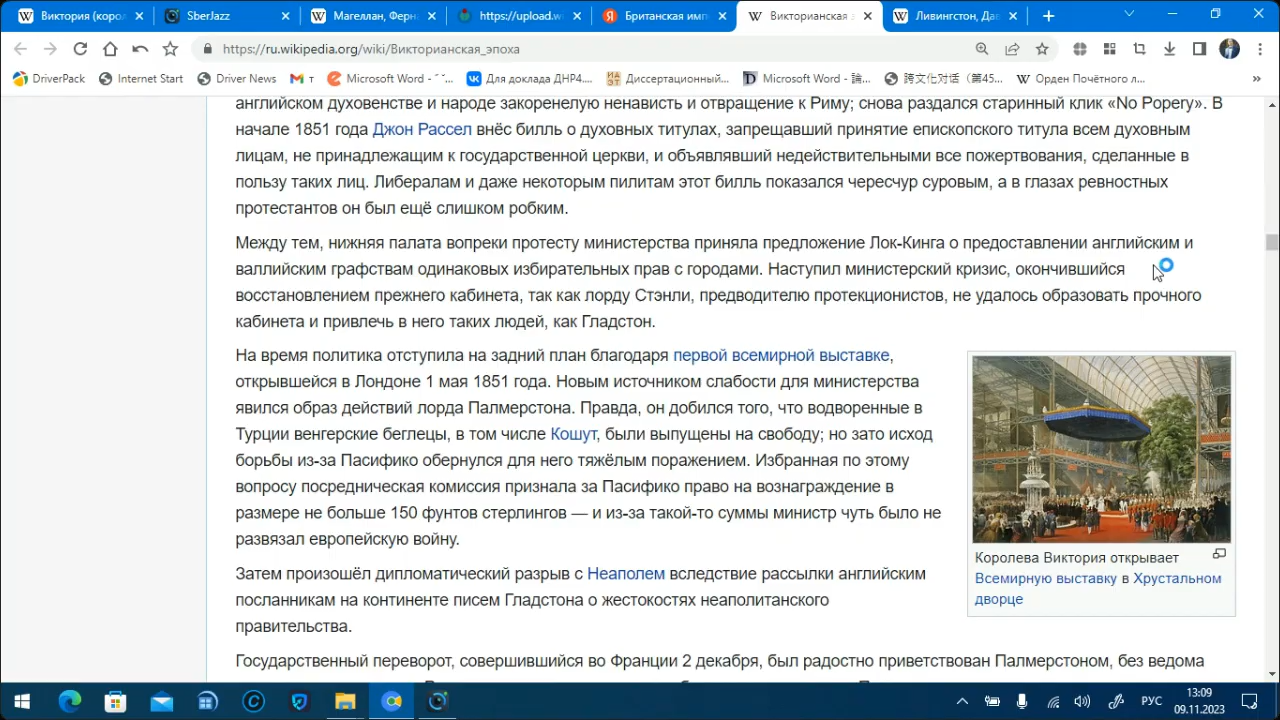 Виктория (корол
SberJazz
Магеллан, Ферн
https://upload.w
Британская имп
Викторианская э
Ливингстон, Дав
https://ru.wikipedia.org/wiki/Викторианская_эпоха
DriverPack
Internet Start
Driver News
т
Microsoft Word - ´...
Для доклада ДНР4....
Диссертационный...
Microsoft Word - 論...
跨文化对话（第45...
Орден Почётного л...
английском духовенстве и народе закоренелую ненависть и отвращение к Риму; снова раздался старинный клик «No Popery». В
начале 1851 года Джон Рассел внёс билль о духовных титулах, запрещавший принятие епископского титула всем духовным
лицам, не принадлежащим к государственной церкви, и объявлявший недействительными все пожертвования, сделанные в
пользу таких лиц. Либералам и даже некоторым пилитам этот билль показался чересчур суровым, а в глазах ревностных
протестантов он был ещё слишком робким.
Между тем, нижняя палата вопреки протесту министерства приняла предложение Лок-Кинга о предоставлении английским и
валлийским графствам одинаковых избирательных прав с городами. Наступил министерский кризис, окончившийся
восстановлением прежнего кабинета, так как лорду Стэнли, предводителю протекционистов, не удалось образовать прочного
кабинета и привлечь в него таких людей, как Гладстон.
На время политика отступила на задний план благодаря первой всемирной выставке,
открывшейся в Лондоне 1 мая 1851 года. Новым источником слабости для министерства
явился образ действий лорда Палмерстона. Правда, он добился того, что водворенные в
Турции венгерские беглецы, в том числе Кошут, были выпущены на свободу; но зато исход
борьбы из-за Пасифико обернулся для него тяжёлым поражением. Избранная по этому
вопросу посредническая комиссия признала за Пасифико право на вознаграждение в
размере не больше 150 фунтов стерлингов — и из-за такой-то суммы министр чуть было не
развязал европейскую войну.
Королева Виктория открывает
Всемирную выставку в Хрустальном
дворце
Затем произошёл дипломатический разрыв с Неаполем вследствие рассылки английским
посланникам на континенте писем Гладстона о жестокостях неаполитанского
правительства.
Государственный переворот, совершившийся во Франции 2 декабря, был радостно приветствован Палмерстоном, без ведома
РУС
13:09
09.11.2023